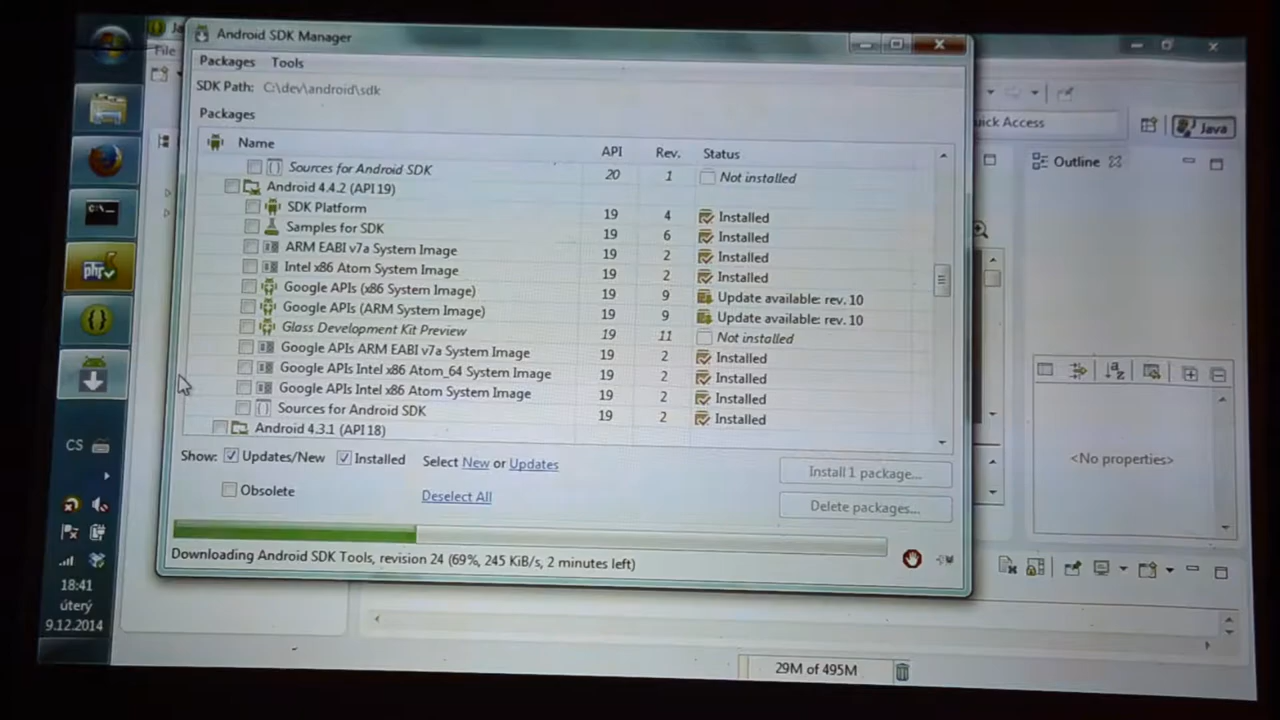 Android SDK Manager
Packages Tools
SDK Path: C:\dev\android\sdk
Packages
Name API Rev. Status
Sources for Android SDK 20 1 Not installed
Android 4.4.2 (API 19)
SDK Platform 19 4 Installed
Samples for SDK 19 6 Installed
ARM EABI v7a System Image 19 2 Installed
Intel x86 Atom System Image 19 2 Installed
Google APIs (x86 System Image) 19 9 Update available: rev. 10
Google APIs (ARM System Image) 19 9 Update available: rev. 10
Glass Development Kit Preview 19 11 Not installed
Google APIs ARM EABI v7a System Image 19 2 Installed
Google APIs Intel x86 Atom_64 System Image 19 2 Installed
Google APIs Intel x86 Atom System Image 19 2 Installed
Sources for Android SDK 19 2 Installed
Android 4.3.1 (API 18)
Show: Updates/New Installed Select New or Updates Install 1 package...
Obsolete Deselect All Delete packages...
Downloading Android SDK Tools, revision 24 (69%, 245 KiB/s, 2 minutes left)
Ja
File
uick Access
Java
Outline
<No properties>
29M of 495M
C:\
php
{}
CS
18:41
úterý
9.12.2014